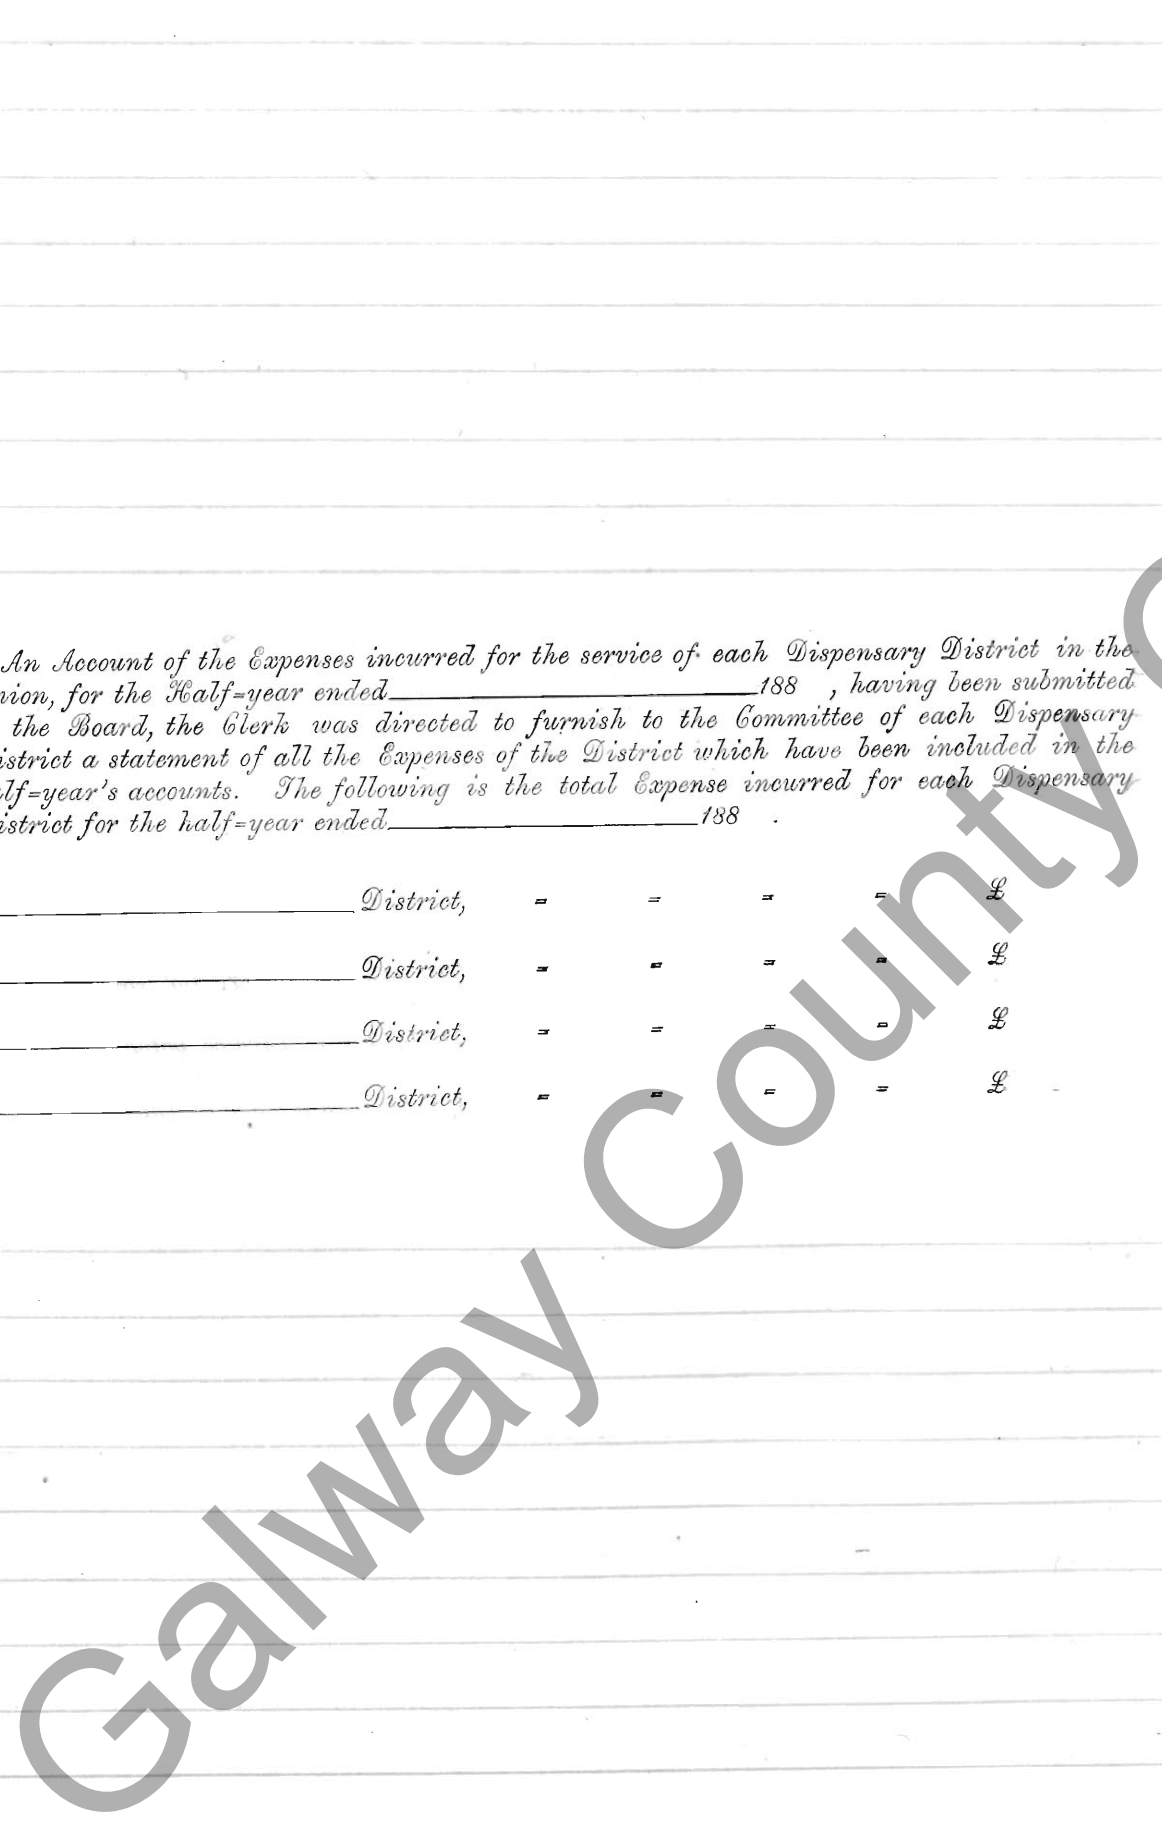 An Account of the Expenses incurred for the service of each Dispensary District in the
nion, for the Half=year ended 188 , having been submitted
the Board, the Clerk was directed to furnish to the Committee of each Dispensary
istrict a statement of all the Expenses of the District which have been included in the
lf=year's accounts. The following is the total Expense incurred for each Dispensary
istrict for the half=year ended 188 .
District, = = = = £
District, = = = = £
District, = = = = £
District, = = = = £
Galway County